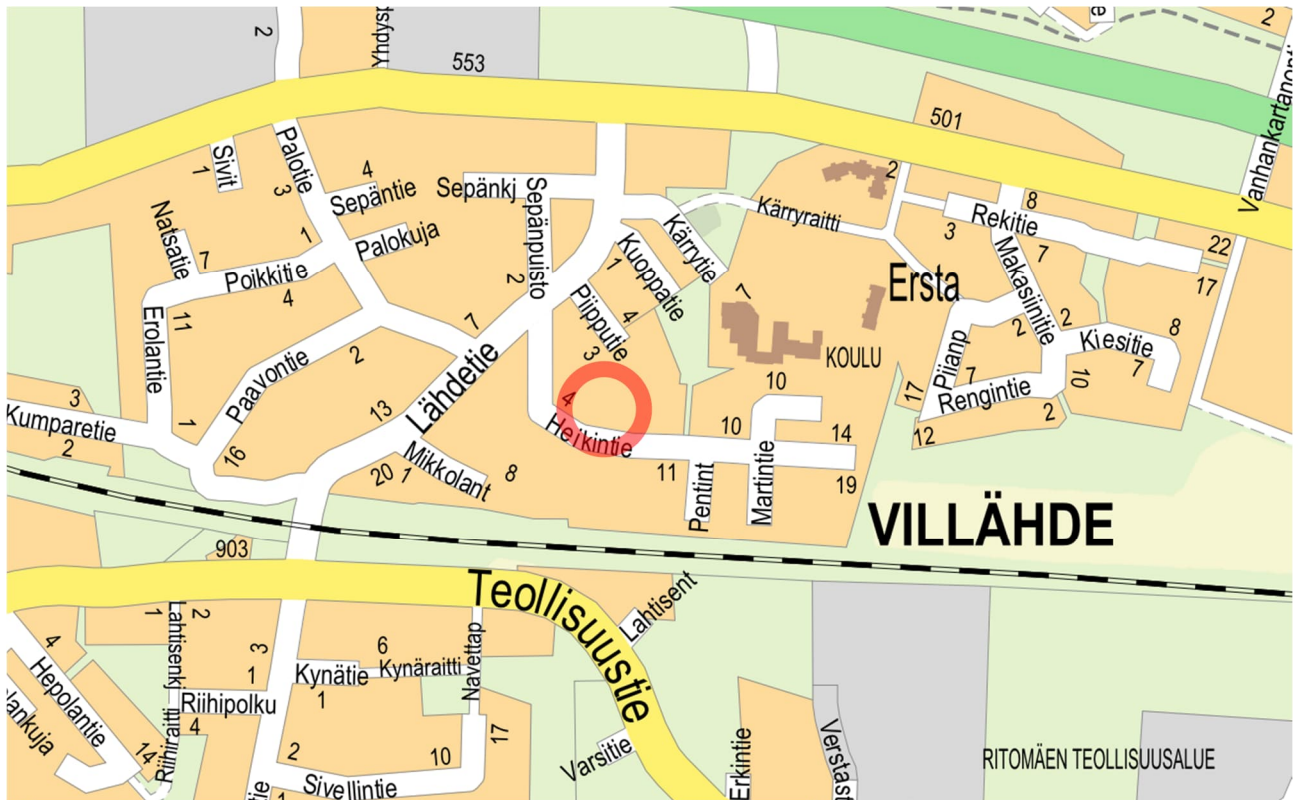 2
Yhdysp
553
2
501
Vanhankartanonti
1
Sivit
Palotie
3
4
Sepäntie
Sepänkj
Sepänpuisto
2
Kärryraitti
2
8
Rekitie
3
22
17
Natsatie
7
1
Palokuja
Poikkitie
4
Kärrytie
Kuoppatie
1
Piipputie
4
3
7
Ersta
Makasiinitie
7
2
2
Kiesitie
8
7
Erolantie
11
7
Lähdetie
KOULU
Piianp
7
Rengintie
10
2
17
12
Paavontie
2
13
3
Kumparetie
2
1
16
4
Heikintie
10
10
14
11
Pentint
Martintie
19
20
1
Mikkolant
8
VILLÄHDE
903
Teollisuustie
Lahtisent
1
Lahtisenkj
2
3
1
6
Kynätie
Kynäraitti
Navettap
1
4
Hepolantie
14
Riihipolku
4
Riihiraitti
2
10
17
Sivellintie
Varsitie
Erkintie
Verstast
RITOMÄEN TEOLLISUUSALUE